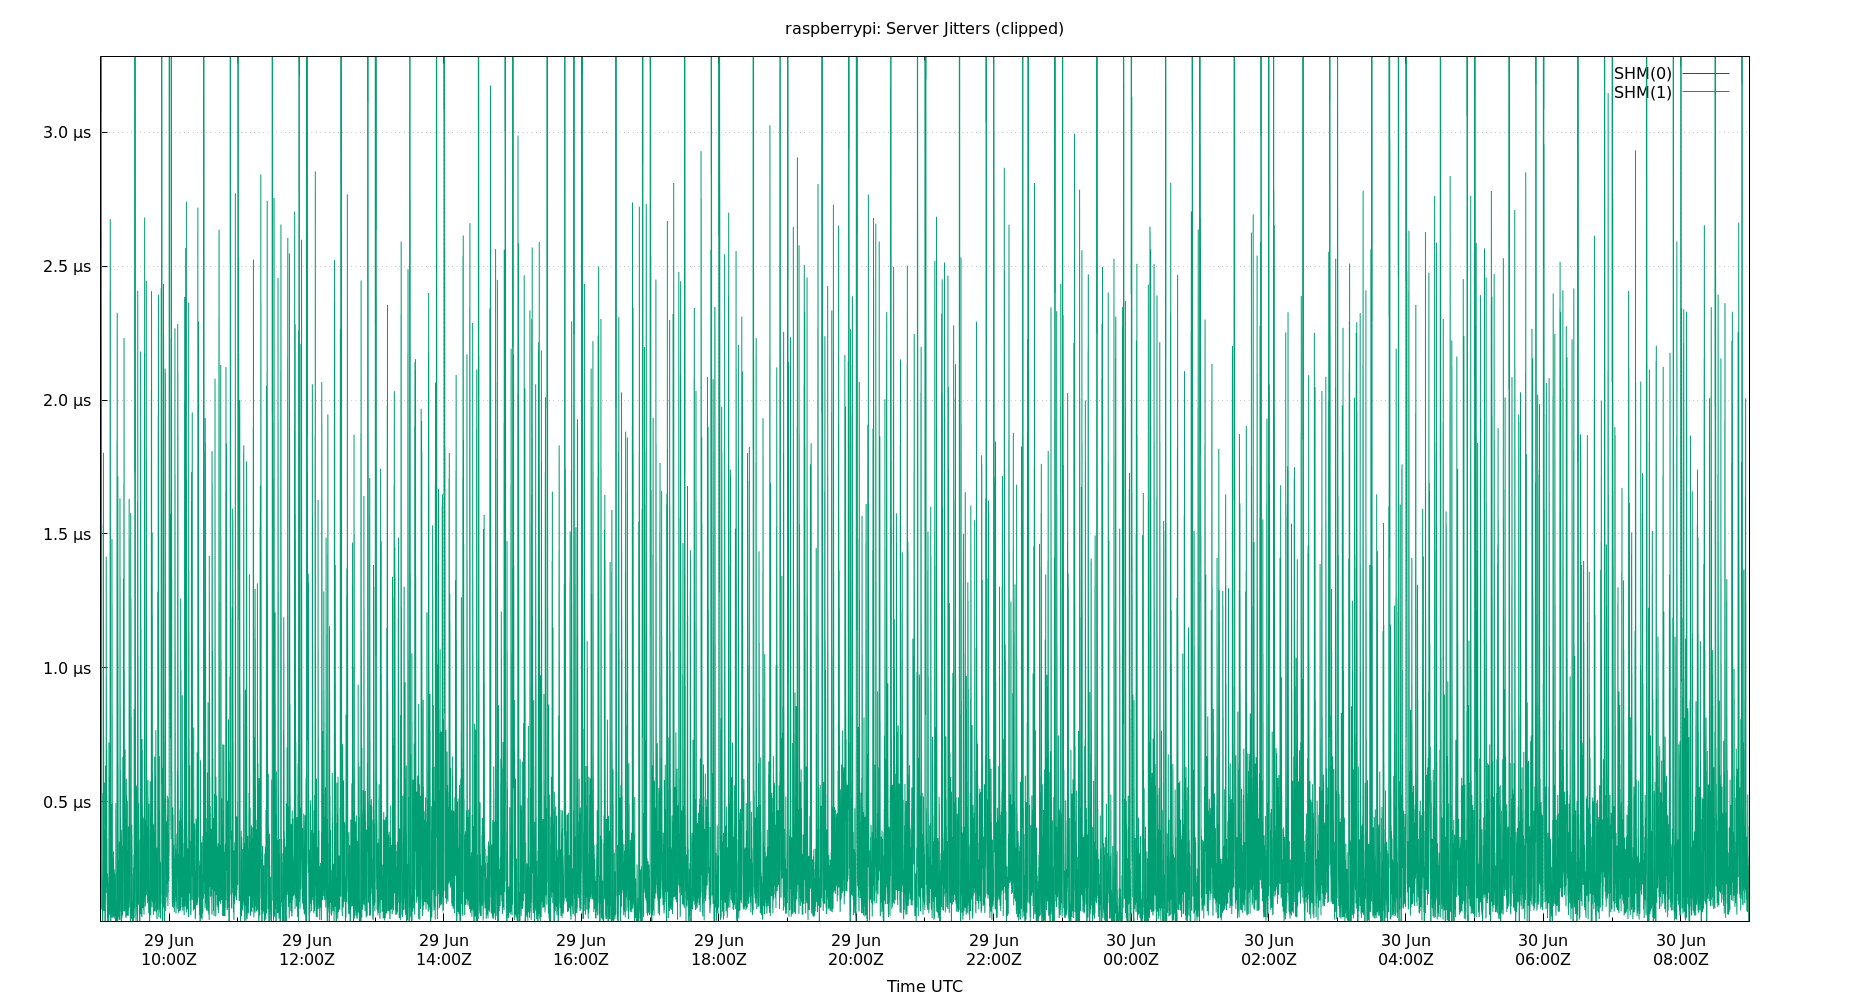 raspberrypi: Server Jitters (clipped)
SHM(0)
SHM(1)
3.0 µs
2.5 µs
2.0 µs
1.5 µs
1.0 µs
0.5 µs
29 Jun 29 Jun 29 Jun 29 Jun 29 Jun 29 Jun 29 Jun 30 Jun 30 Jun 30 Jun 30 Jun 30 Jun
10:00Z 12:00Z 14:00Z 16:00Z 18:00Z 20:00Z 22:00Z 00:00Z 02:00Z 04:00Z 06:00Z 08:00Z
Time UTC